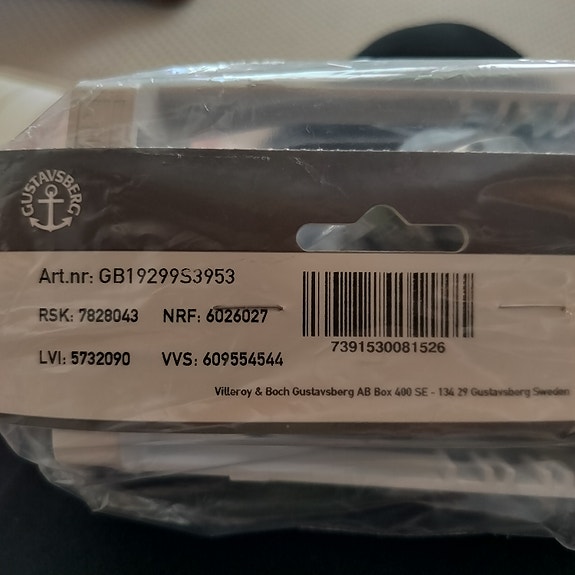 GUSTAVSBERG
Art.nr: GB19299S3953
RSK: 7828043 NRF: 6026027
LVI: 5732090 VVS: 609554544
7391530081526
Villeroy & Boch Gustavsberg AB Box 400 SE - 134 29 Gustavsberg Sweden